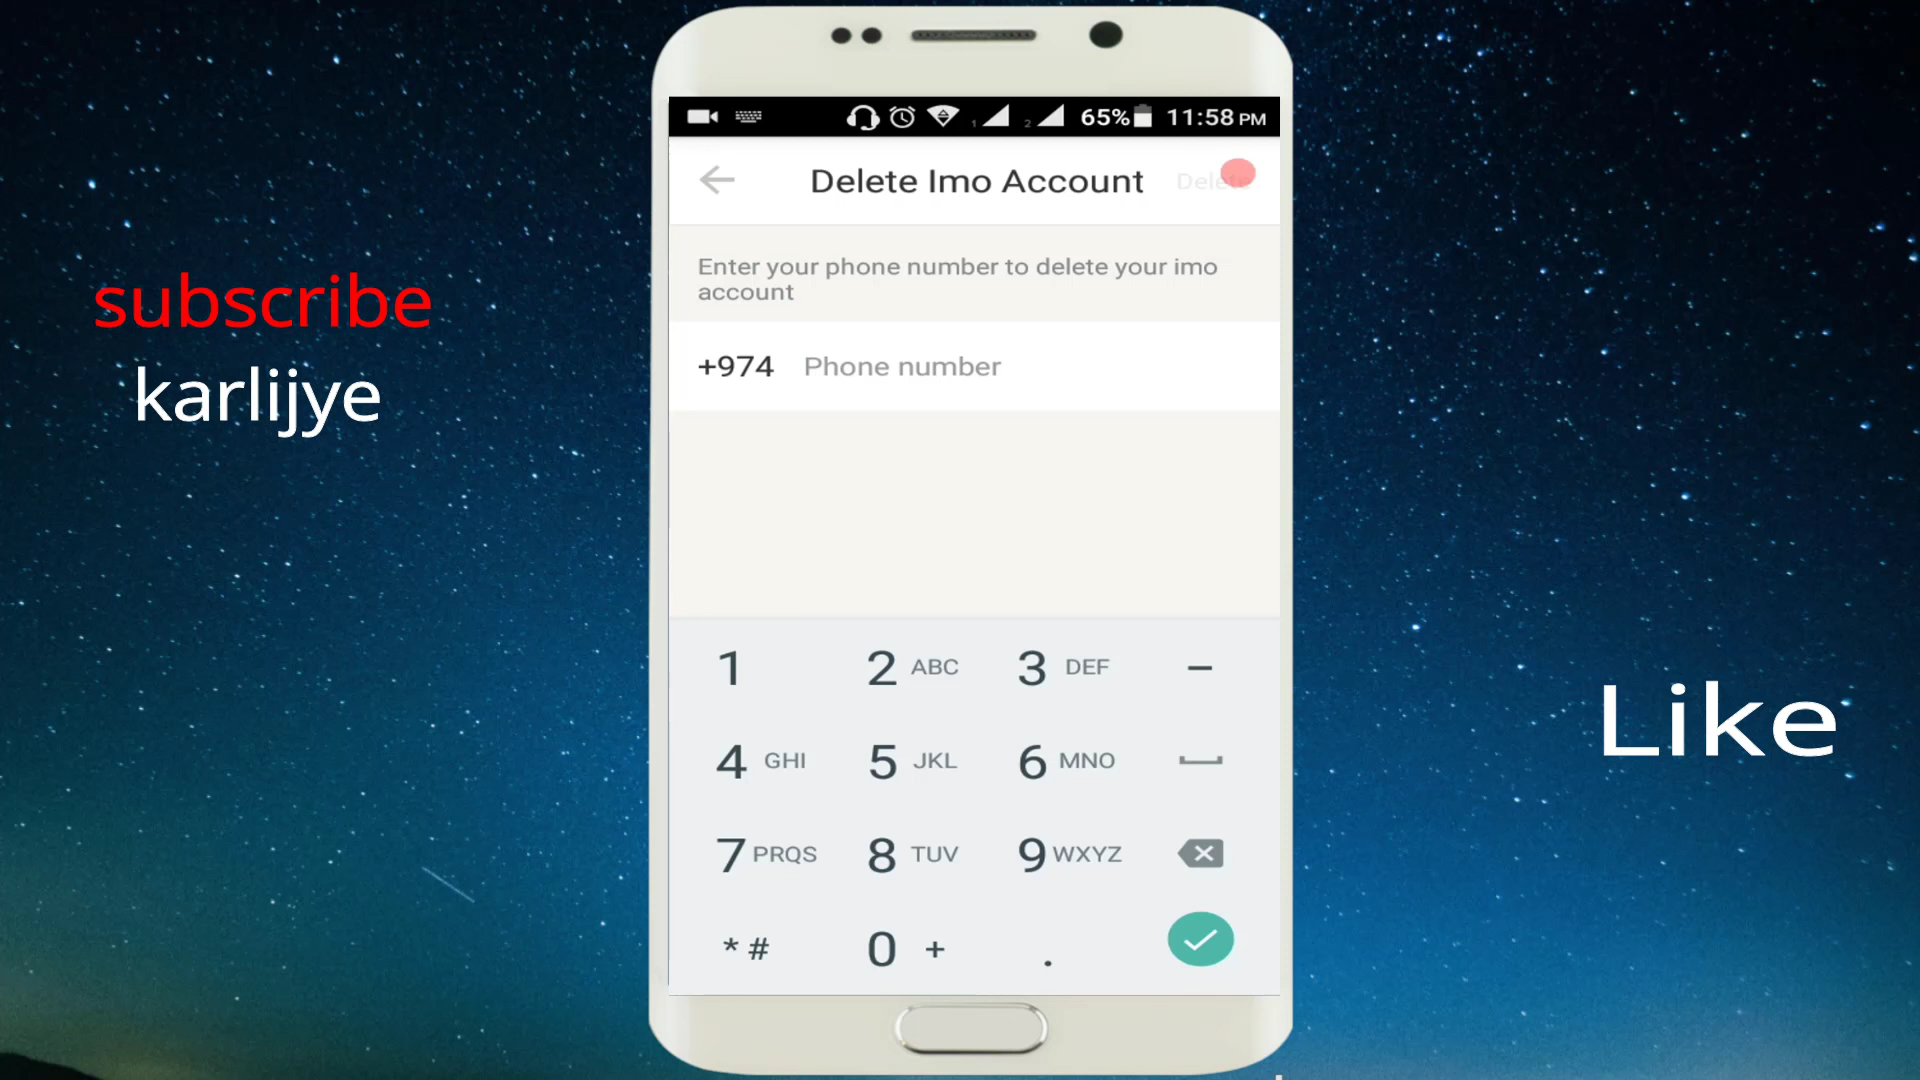 65% 11:58 PM
Delete Imo Account Delete
Enter your phone number to delete your imo
account
+974 Phone number
subscribe
karlijye
Like
1 2 ABC 3 DEF –
4 GHI 5 JKL 6 MNO
7 PRQS 8 TUV 9 WXYZ
* # 0 + .